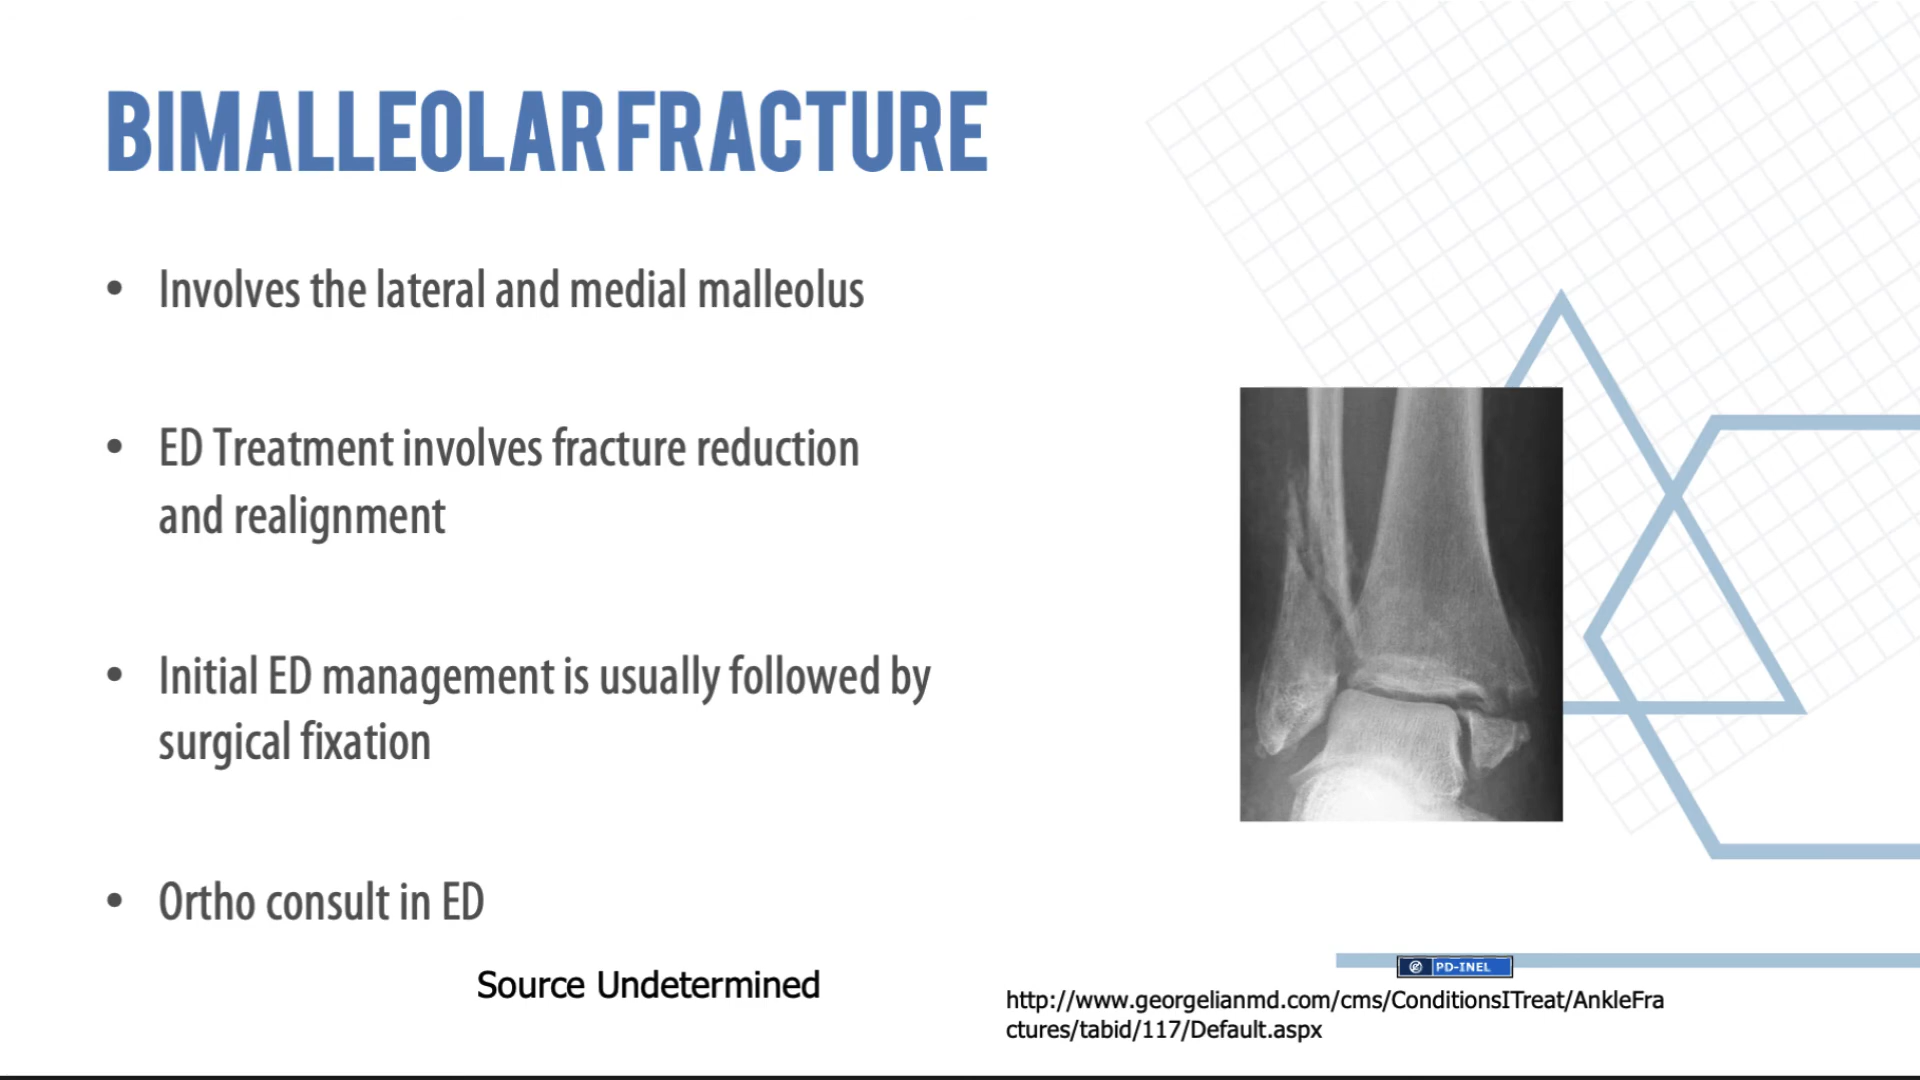 BIMALLEOLAR FRACTURE
• Involves the lateral and medial malleolus
• ED Treatment involves fracture reduction
and realignment
• Initial ED management is usually followed by
surgical fixation
• Ortho consult in ED
Source Undetermined
PD-INEL
http://www.georgelianmd.com/cms/ConditionsITreat/AnkleFra
ctures/tabid/117/Default.aspx